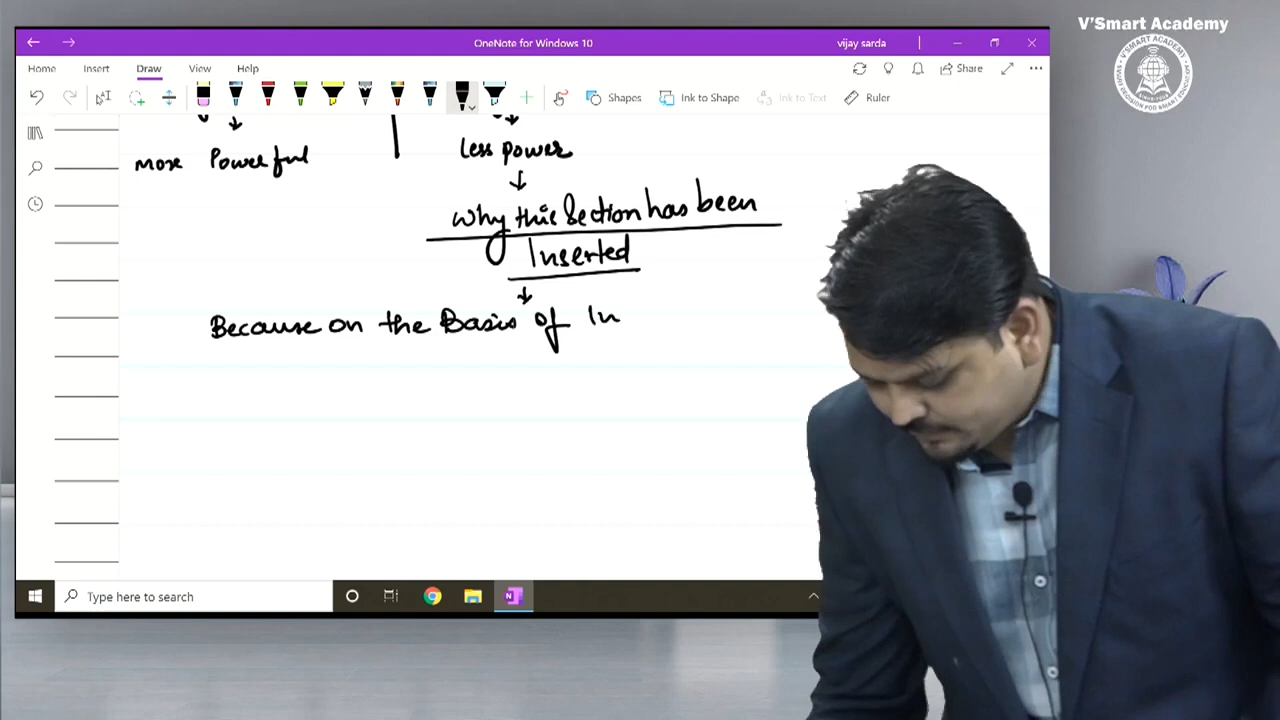 V'Smart Academy
OneNote for Windows 10
vijay sarda
Home Insert Draw View Help
Share
Shapes Ink to Shape Ink to Text Ruler
more Powerful
less power
Why this Section has been
Inserted
Because on the Basis of In
Type here to search